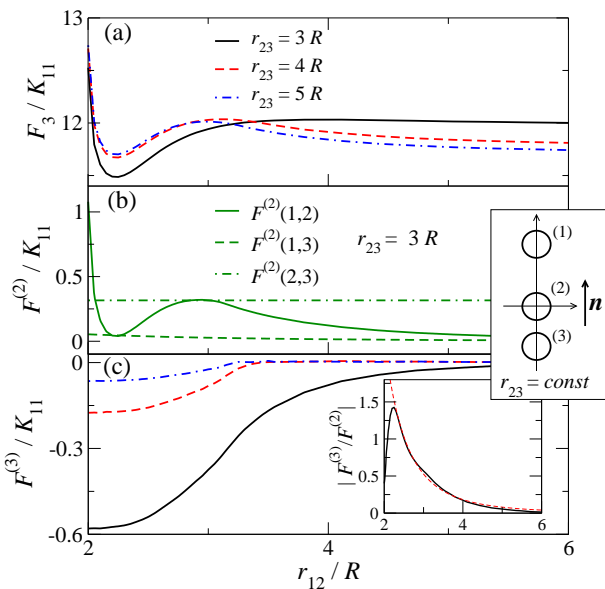 13
(a)
r₂₃ = 3 R
r₂₃ = 4 R
r₂₃ = 5 R
F₃ / K₁₁
12
(b)
F⁽²⁾(1,2)
F⁽²⁾(1,3)
F⁽²⁾(2,3)
r₂₃ = 3 R
F⁽²⁾ / K₁₁
1
0.5
0
(1)
(2)
(3)
n
r₂₃ = const
(c)
F⁽³⁾ / K₁₁
0
-0.3
-0.6
| F⁽³⁾/F⁽²⁾ |
1.5
1
0.5
0
2 4 6
2 3 4 5 6
r₁₂ / R